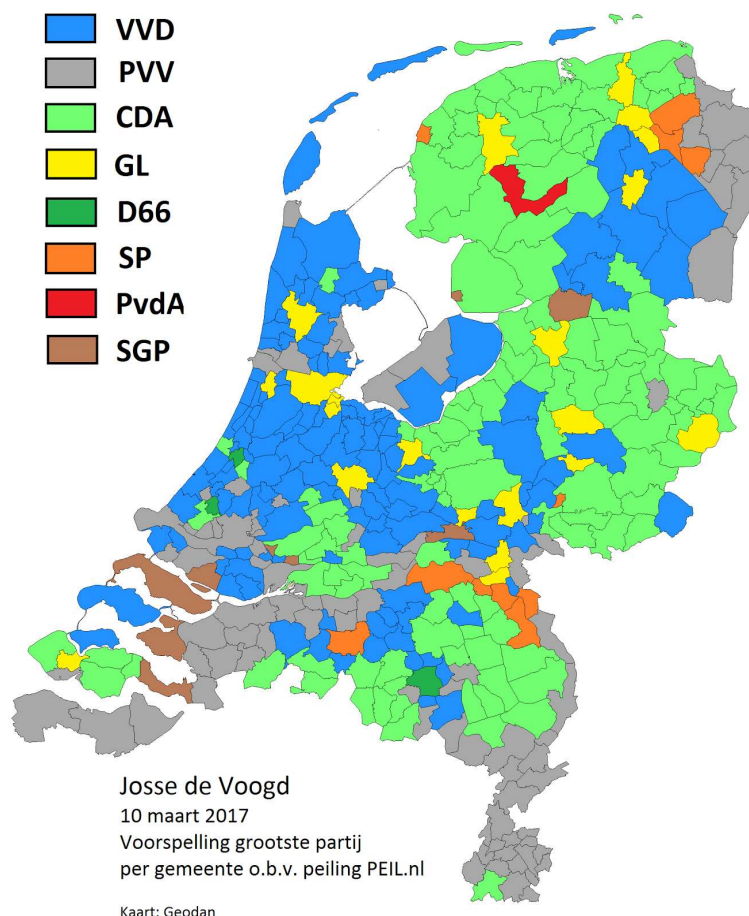 VVD
PVV
CDA
GL
D66
SP
PvdA
SGP
Josse de Voogd
10 maart 2017
Voorspelling grootste partij
per gemeente o.b.v. peiling PEIL.nl
Kaart: Geodan